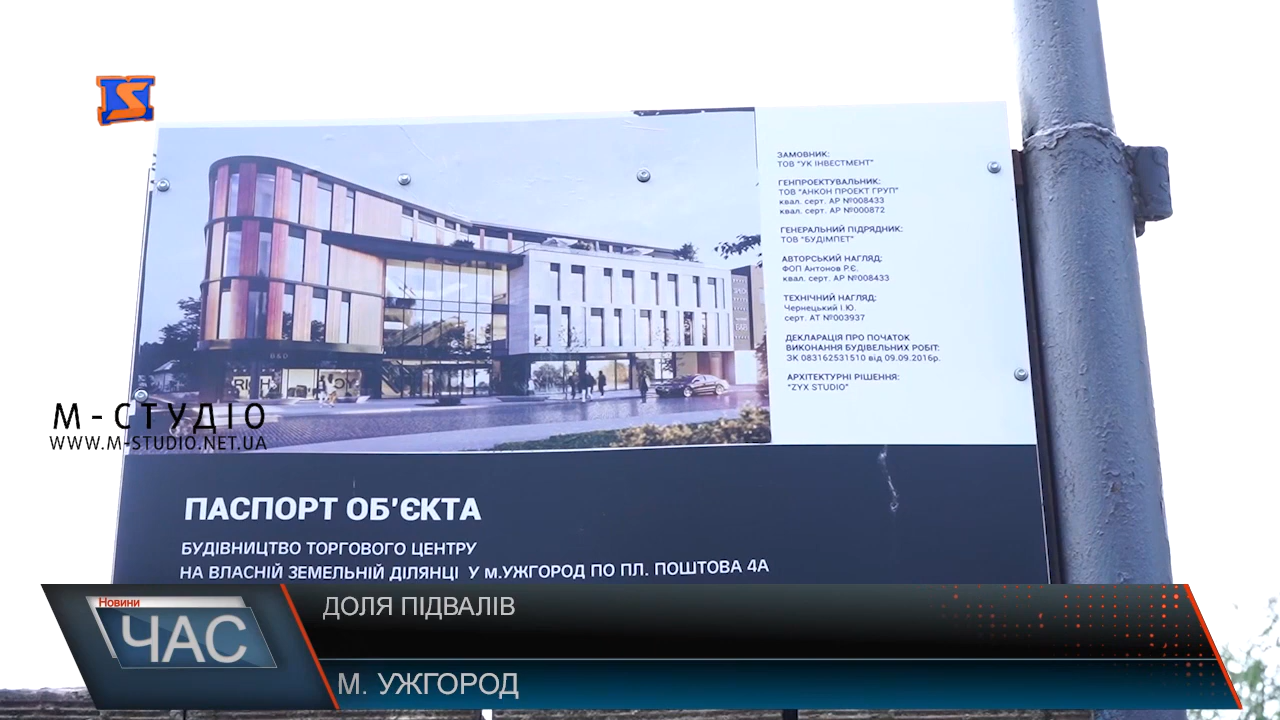 ЗАМОВНИК:
ТОВ "УК ІНВЕСТМЕНТ"
ГЕНПРОЕКТУВАЛЬНИК:
ТОВ "АНКОН ПРОЕКТ ГРУП"
квал. серт. АР №008433
квал. серт. АР №000872
ГЕНЕРАЛЬНИЙ ПІДРЯДНИК:
ТОВ "БУДІМПЕТ"
АВТОРСЬКИЙ НАГЛЯД:
ФОП Антонов Р.Є.
квал. серт. АР №008433
ТЕХНІЧНИЙ НАГЛЯД:
Чернецький І.Ю.
серт. АТ №003937
ДЕКЛАРАЦІЯ ПРО ПОЧАТОК
ВИКОНАННЯ БУДІВЕЛЬНИХ РОБІТ:
ЗК 083162531510 від 09.09.2016р.
АРХІТЕКТУРНІ РІШЕННЯ:
"ZYX STUDIO"
М-СТУДІО
WWW.M-STUDIO.NET.UA
ПАСПОРТ ОБ'ЄКТА
БУДІВНИЦТВО ТОРГОВОГО ЦЕНТРУ
НА ВЛАСНІЙ ЗЕМЕЛЬНІЙ ДІЛЯНЦІ У м.УЖГОРОД ПО ПЛ. ПОШТОВА 4А
Новини
ЧАС
ДОЛЯ ПІДВАЛІВ
М. УЖГОРОД